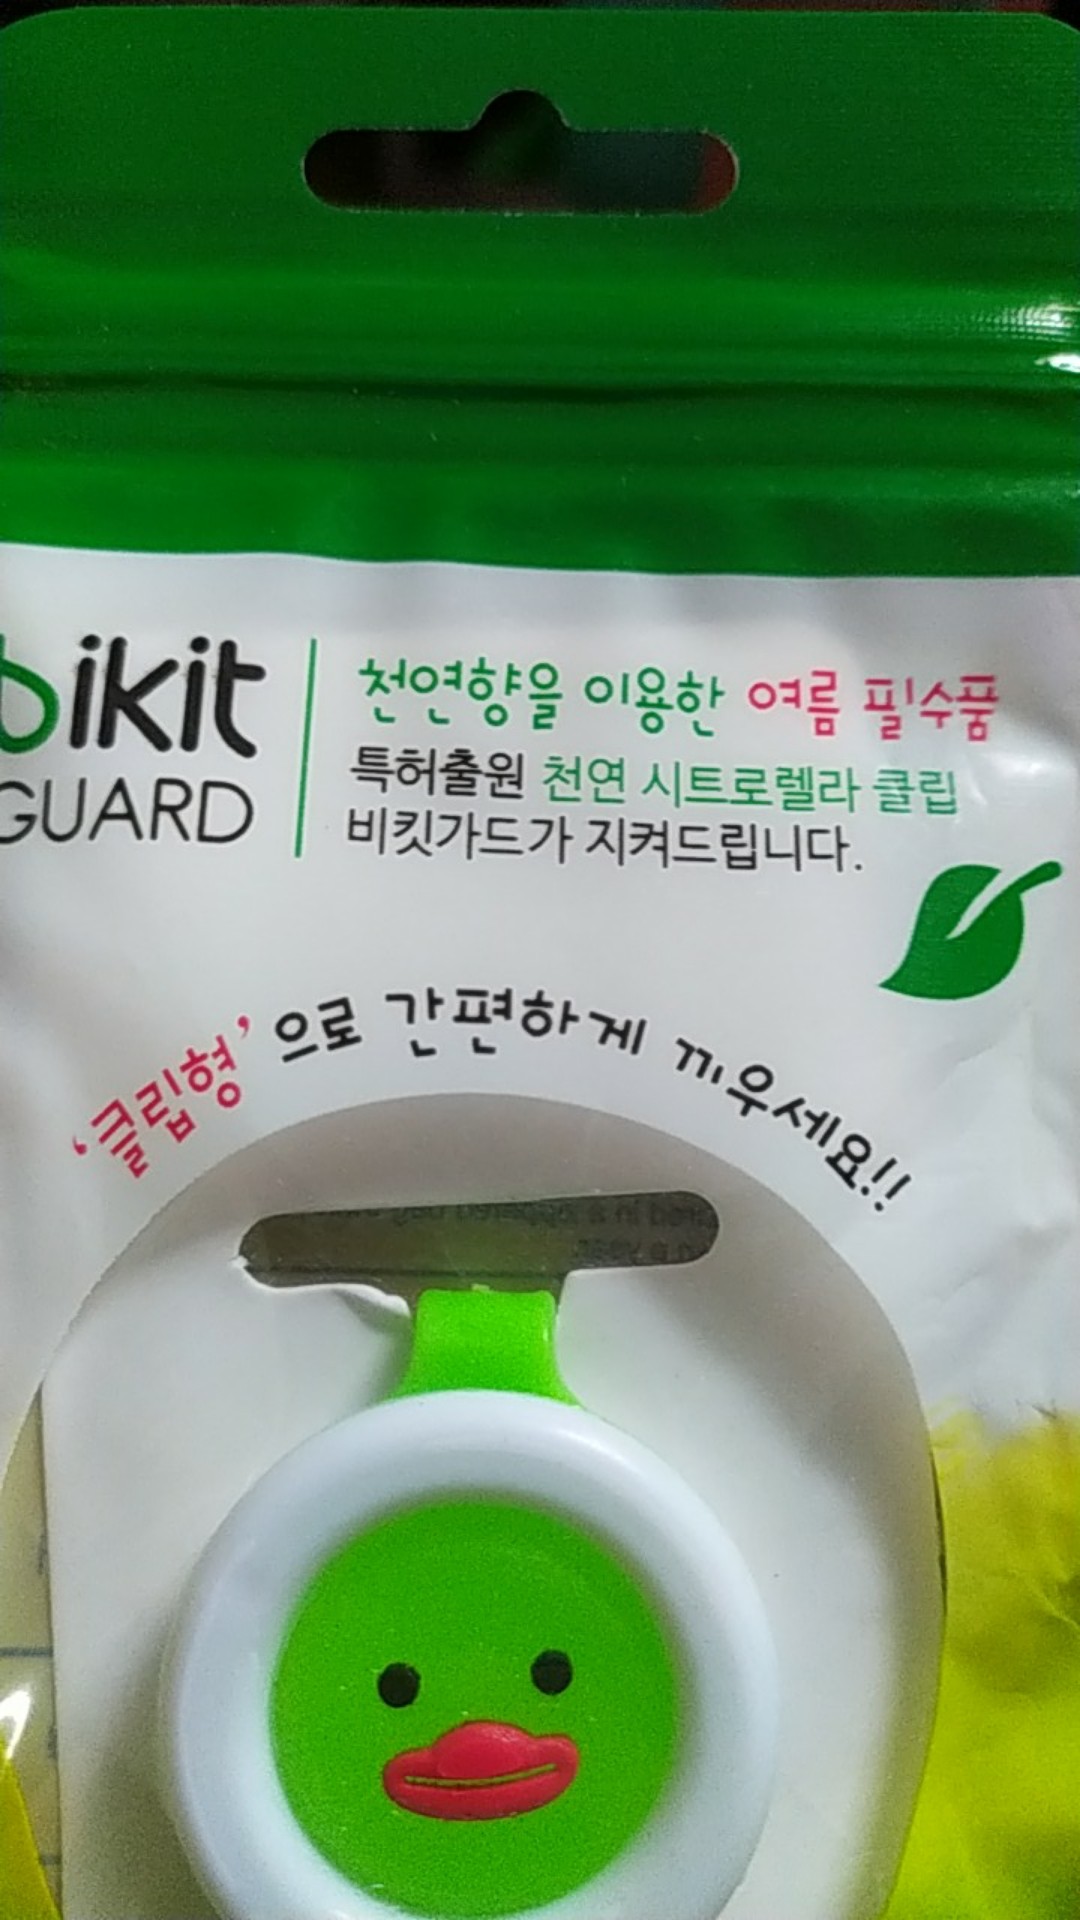 bikit
GUARD
천연향을 이용한 여름 필수품
특허출원 천연 시트로렐라 클립
비킷가드가 지켜드립니다.
‘클립형’으로 간편하게 끼우세요!!